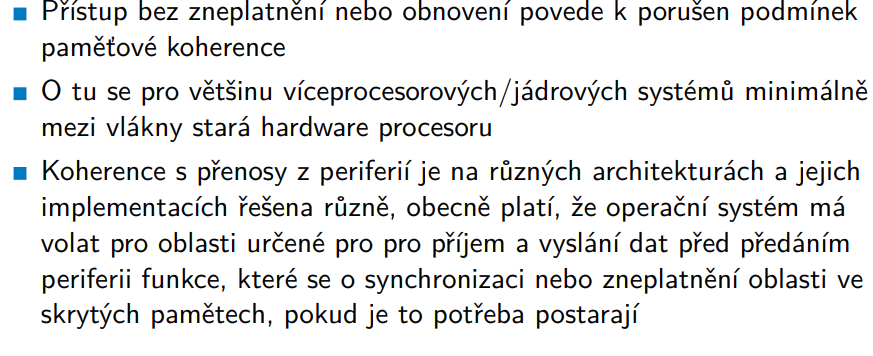 Přístup bez zneplatnění nebo obnovení povede k porušen podmínek
paměťové koherence
O tu se pro většinu víceprocesorových/jádrových systémů minimálně
mezi vlákny stará hardware procesoru
Koherence s přenosy z periferií je na různých architekturách a jejich
implementacích řešena různě, obecně platí, že operační systém má
volat pro oblasti určené pro pro příjem a vyslání dat před předáním
periferii funkce, které se o synchronizaci nebo zneplatnění oblasti ve
skrytých pamětech, pokud je to potřeba postarají